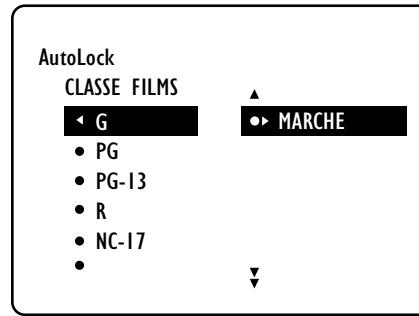 AutoLock
CLASSE FILMS
G MARCHE
PG
PG-13
R
NC-17